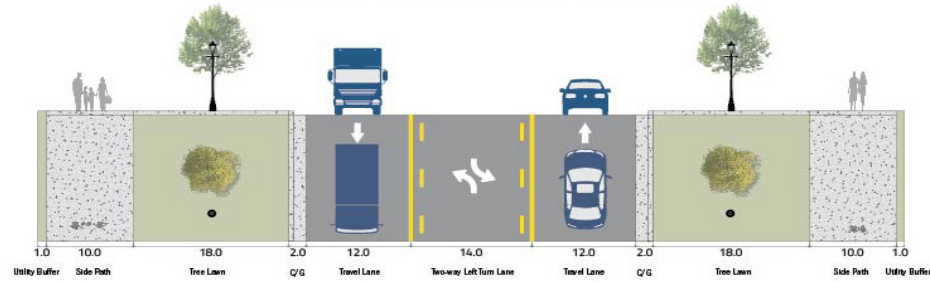 1.0 10.0 18.0 2.0 12.0 14.0 12.0 2.0 18.0 10.0 1.0
Utility Buffer Side Path Tree Lawn C/G Travel Lane Two-way Left Turn Lane Travel Lane C/G Tree Lawn Side Path Utility Buffer